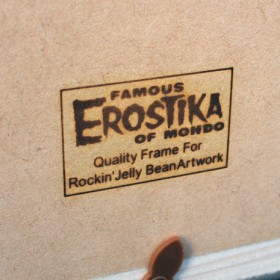 FAMOUS
EROSTIKA
OF MONDO
Quality Frame For
Rockin'Jelly BeanArtwork